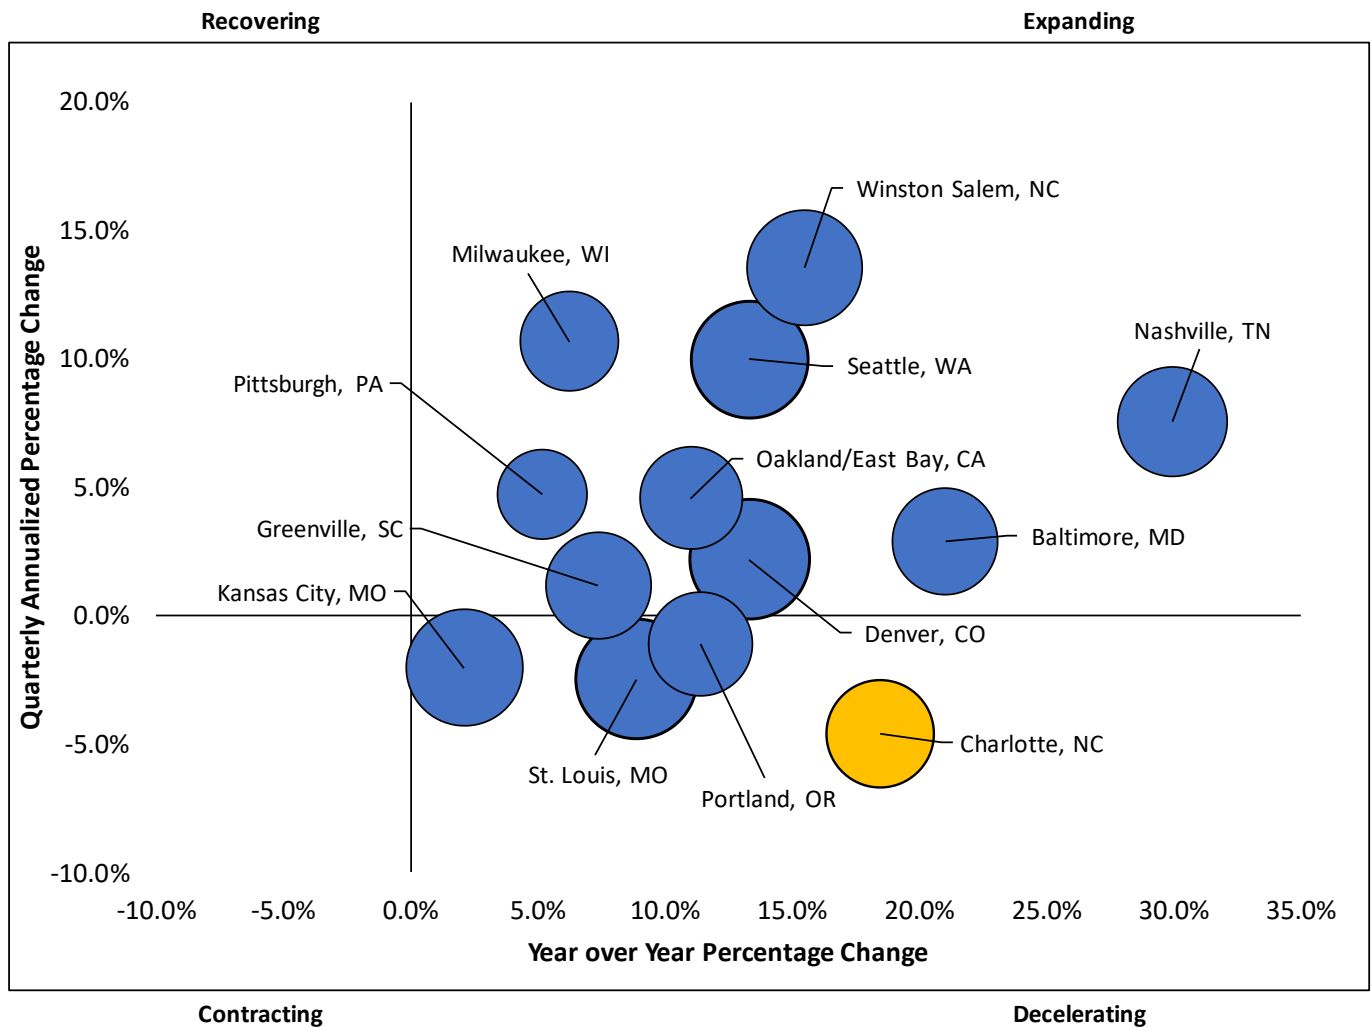 Recovering
Expanding
20.0%
Winston Salem, NC
15.0%
Milwaukee, WI
Nashville, TN
10.0%
Seattle, WA
Pittsburgh, PA
Oakland/East Bay, CA
5.0%
Greenville, SC
Baltimore, MD
Kansas City, MO
0.0%
Denver, CO
-5.0%
Charlotte, NC
St. Louis, MO
Portland, OR
-10.0%
Quarterly Annualized Percentage Change
-10.0% -5.0% 0.0% 5.0% 10.0% 15.0% 20.0% 25.0% 30.0% 35.0%
Year over Year Percentage Change
Contracting
Decelerating